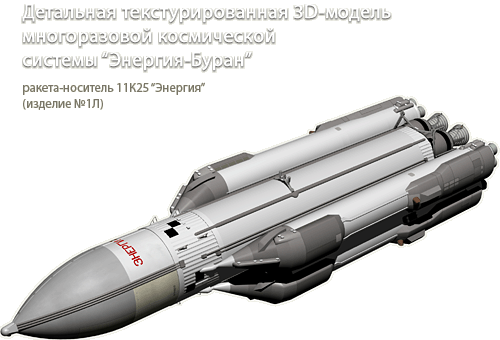 Детальная текстурированная 3D-модель
многоразовой космической
системы “Энергия-Буран”
ракета-носитель 11К25 “Энергия”
(изделие №1Л)